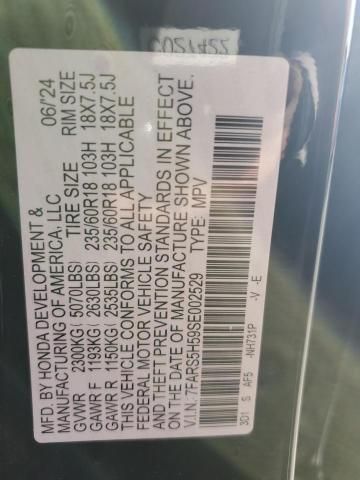 MFD. BY HONDA DEVELOPMENT & 06/'24
MANUFACTURING OF AMERICA, LLC
TIRE SIZE RIM SIZE
GVWR 2300KG ( 5070LBS)
GAWR F 1193KG ( 2630LBS) 235/60R18 103H 18X7.5J
GAWR R 1150KG ( 2535LBS) 235/60R18 103H 18X7.5J
THIS VEHICLE CONFORMS TO ALL APPLICABLE
FEDERAL MOTOR VEHICLE SAFETY
AND THEFT PREVENTION STANDARDS IN EFFECT
ON THE DATE OF MANUFACTURE SHOWN ABOVE.
V.I.N.: 7FARS5H59SE002529 TYPE: MPV
3D1 S AF5 -NH731P -V -E